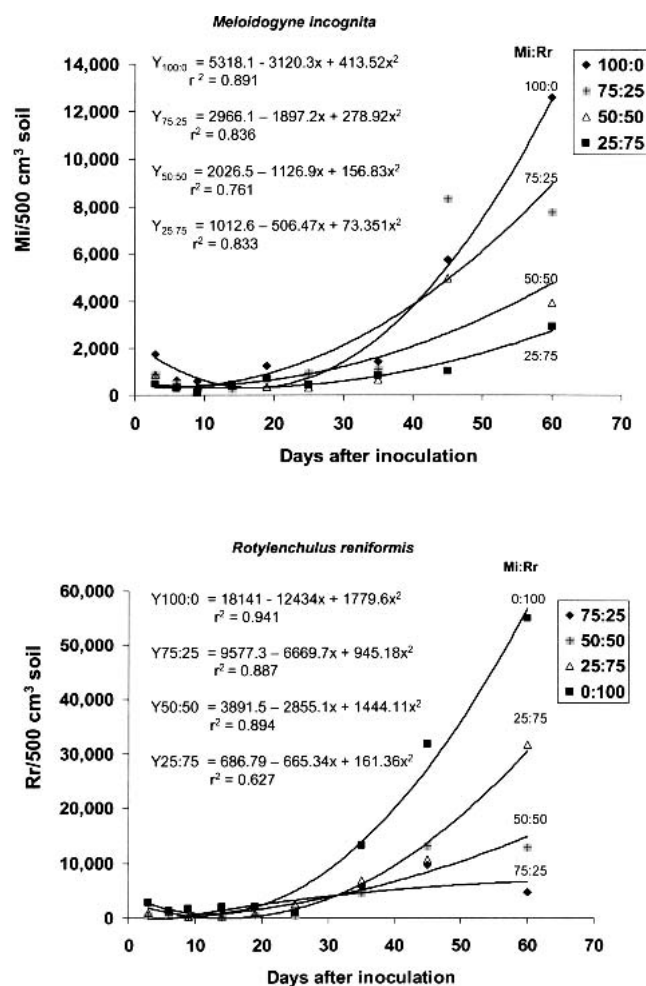 Meloidogyne incognita
Mi:Rr
14,000
12,000
10,000
8,000
6,000
4,000
2,000
0
Mi/500 cm³ soil
Y100:0 = 5318.1 - 3120.3x + 413.52x²
r² = 0.891
Y75:25 = 2966.1 – 1897.2x + 278.92x²
r² = 0.836
Y50:50 = 2026.5 - 1126.9x + 156.83x²
r² = 0.761
Y25:75 = 1012.6 – 506.47x + 73.351x²
r² = 0.833
100:0
75:25
50:50
25:75
100:0
75:25
50:50
25:75
0 10 20 30 40 50 60 70
Days after inoculation
Rotylenchulus reniformis
Mi:Rr
60,000
50,000
40,000
30,000
20,000
10,000
0
Rr/500 cm³ soil
Y100:0 = 18141 - 12434x + 1779.6x²
r² = 0.941
Y75:25 = 9577.3 – 6669.7x + 945.18x²
r² = 0.887
Y50:50 = 3891.5 – 2855.1x + 1444.11x²
r² = 0.894
Y25:75 = 686.79 – 665.34x + 161.36x²
r² = 0.627
0:100
25:75
50:50
75:25
75:25
50:50
25:75
0:100
0 10 20 30 40 50 60 70
Days after inoculation